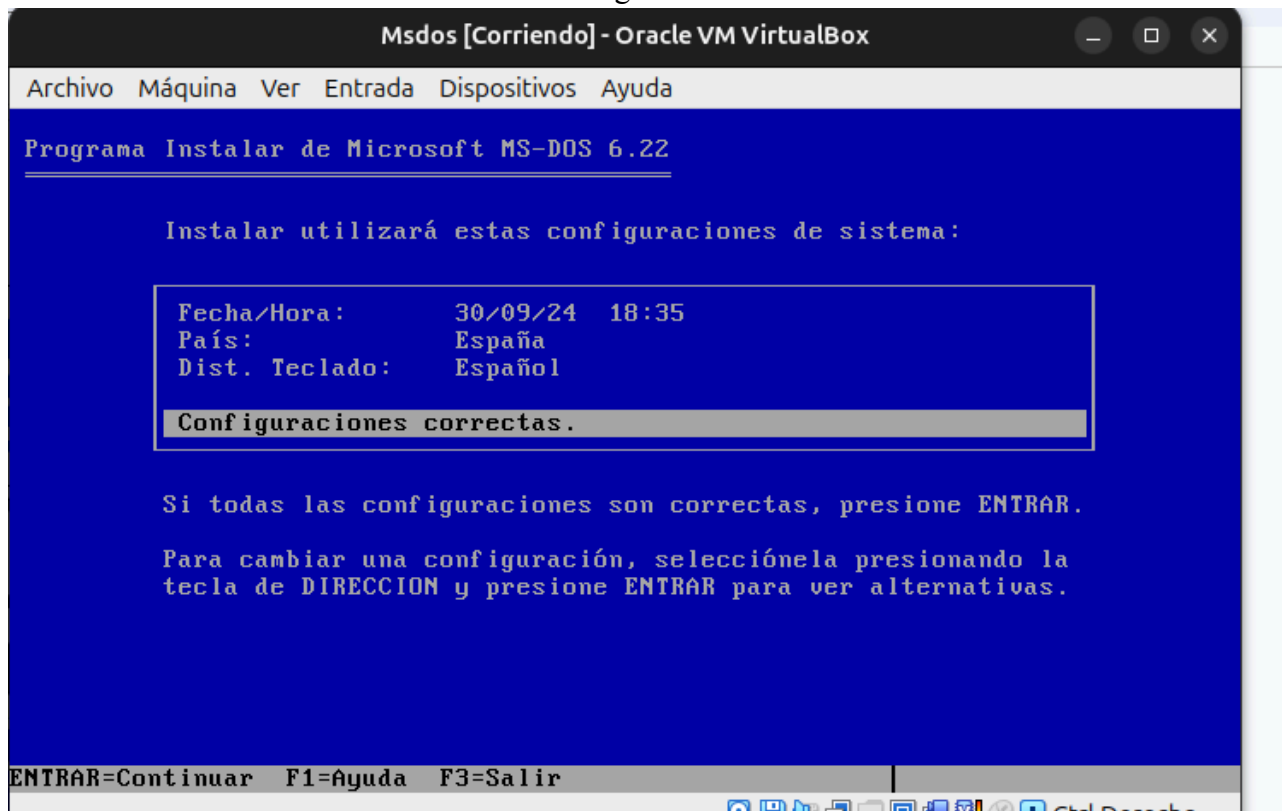 Msdos [Corriendo] - Oracle VM VirtualBox
Archivo Máquina Ver Entrada Dispositivos Ayuda
Programa Instalar de Microsoft MS-DOS 6.22
Instalar utilizará estas configuraciones de sistema:
Fecha/Hora: 30/09/24 18:35
País: España
Dist. Teclado: Español
Configuraciones correctas.
Si todas las configuraciones son correctas, presione ENTRAR.
Para cambiar una configuración, selecciónela presionando la
tecla de DIRECCION y presione ENTRAR para ver alternativas.
ENTRAR=Continuar F1=Ayuda F3=Salir